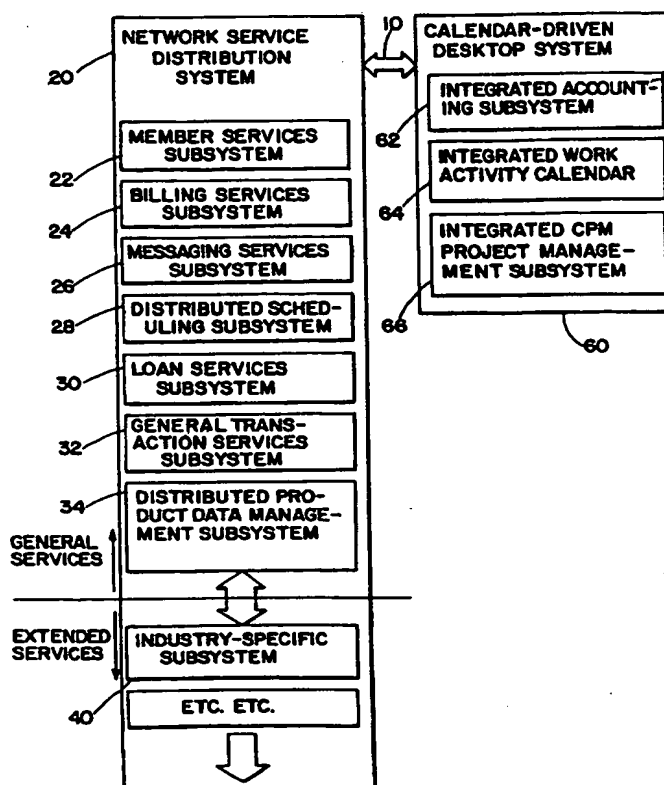 20
NETWORK SERVICE
DISTRIBUTION
SYSTEM
22
MEMBER SERVICES
SUBSYSTEM
24
BILLING SERVICES
SUBSYSTEM
26
MESSAGING SERVICES
SUBSYSTEM
28
DISTRIBUTED SCHED-
ULING SUBSYSTEM
30
LOAN SERVICES
SUBSYSTEM
32
GENERAL TRANS-
ACTION SERVICES
SUBSYSTEM
34
DISTRIBUTED PRO-
DUCT DATA MANAGE-
MENT SUBSYSTEM
GENERAL
SERVICES
EXTENDED
SERVICES
INDUSTRY-SPECIFIC
SUBSYSTEM
40
ETC. ETC.
10
CALENDAR-DRIVEN
DESKTOP SYSTEM
INTEGRATED ACCOUNT-
ING SUBSYSTEM
62
INTEGRATED WORK
ACTIVITY CALENDAR
64
INTEGRATED CPM
PROJECT MANAGE-
MENT SUBSYSTEM
66
60